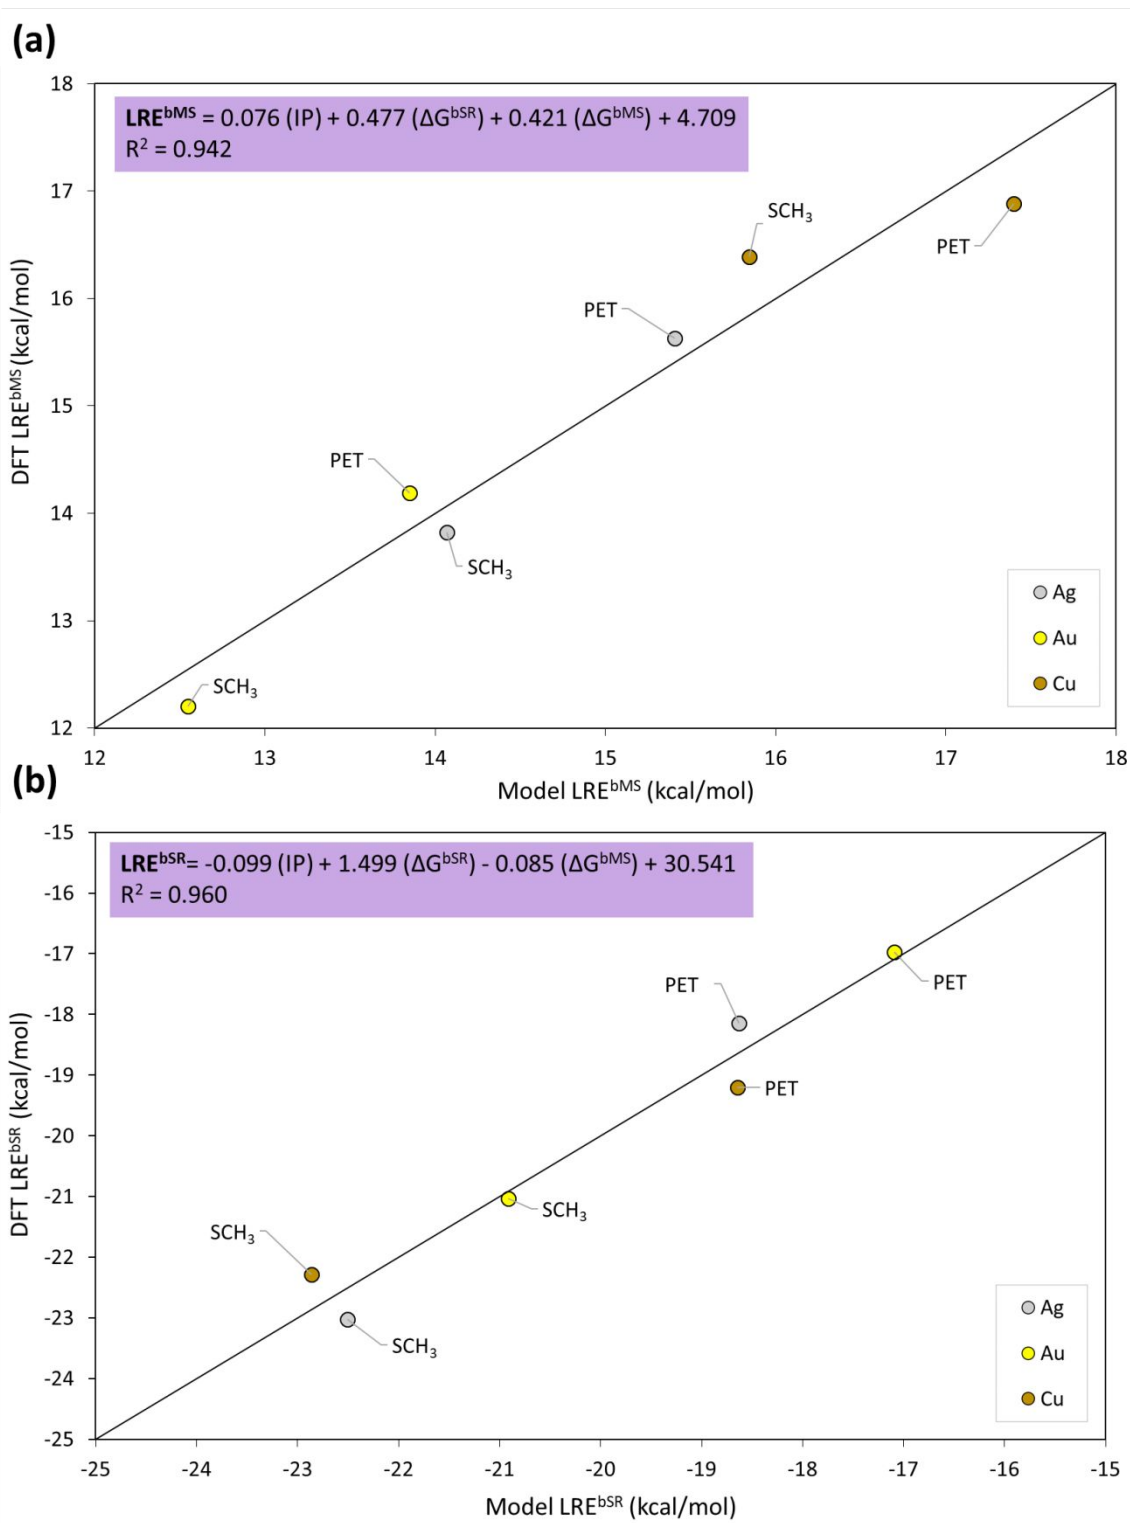 (a)
LRE^bMS = 0.076 (IP) + 0.477 (ΔG^bSR) + 0.421 (ΔG^bMS) + 4.709
R² = 0.942
18
17
16
15
14
13
12
DFT LRE^bMS (kcal/mol)
SCH₃
PET
PET
PET
SCH₃
SCH₃
Ag
Au
Cu
12 13 14 15 16 17 18
Model LRE^bMS (kcal/mol)
(b)
LRE^bSR= -0.099 (IP) + 1.499 (ΔG^bSR) - 0.085 (ΔG^bMS) + 30.541
R² = 0.960
-15
-16
-17
-18
-19
-20
-21
-22
-23
-24
-25
DFT LRE^bSR (kcal/mol)
PET
PET
PET
SCH₃
SCH₃
SCH₃
Ag
Au
Cu
-25 -24 -23 -22 -21 -20 -19 -18 -17 -16 -15
Model LRE^bSR (kcal/mol)